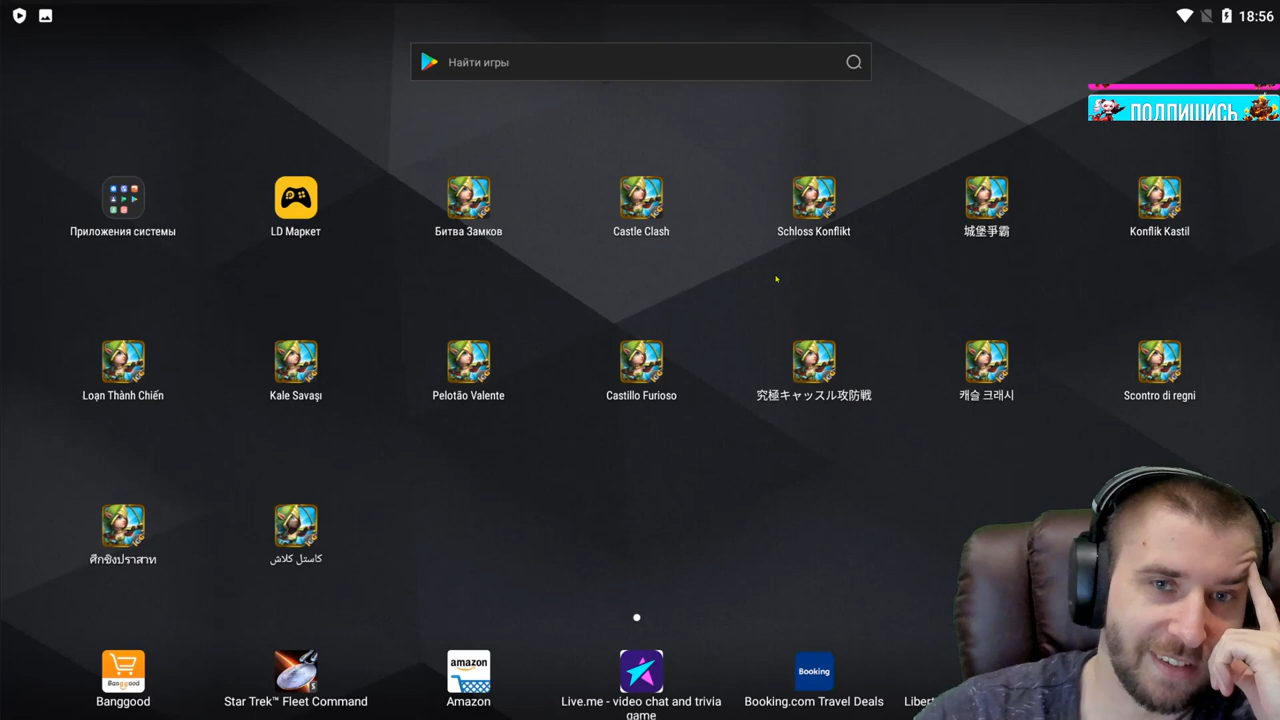 18:56
Найти игры
ПОДПИШИСЬ
Приложения системы
LD Маркет
Битва Замков
Castle Clash
Schloss Konflikt
城堡爭霸
Konflik Kastil
Loạn Thành Chiến
Kale Savaşı
Pelotão Valente
Castillo Furioso
究極キャッスル攻防戦
캐슬 크래시
Scontro di regni
ศึกชิงปราสาท
كاستل كلاش
Banggood
amazon
Booking
Banggood
Star Trek™ Fleet Command
Amazon
Live.me - video chat and trivia
game
Booking.com Travel Deals